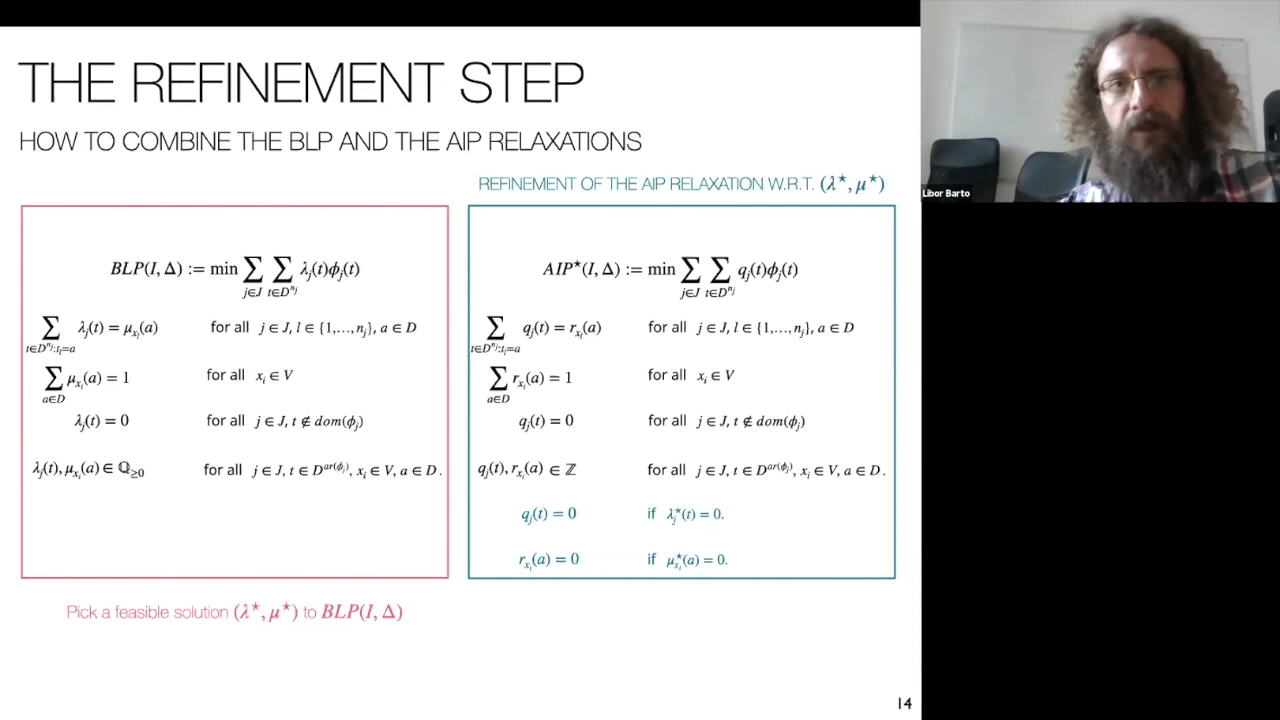 THE REFINEMENT STEP
HOW TO COMBINE THE BLP AND THE AIP RELAXATIONS
REFINEMENT OF THE AIP RELAXATION W.R.T. (λ★, μ★)
BLP(I, Δ) := min ∑_{j∈J} ∑_{t∈D^{n_j}} λ_j(t)ϕ_j(t)
∑_{t∈D^{n_j}:t_l=a} λ_j(t) = μ_{x_l}(a) for all j ∈ J, l ∈ {1,…,n_j}, a ∈ D
∑_{a∈D} μ_{x_i}(a) = 1 for all x_i ∈ V
λ_j(t) = 0 for all j ∈ J, t ∉ dom(ϕ_j)
λ_j(t), μ_{x_i}(a) ∈ ℚ_{≥0} for all j ∈ J, t ∈ D^{ar(ϕ_j)}, x_i ∈ V, a ∈ D.
AIP★(I, Δ) := min ∑_{j∈J} ∑_{t∈D^{n_j}} q_j(t)ϕ_j(t)
∑_{t∈D^{n_j}:t_l=a} q_j(t) = r_{x_l}(a) for all j ∈ J, l ∈ {1,…,n_j}, a ∈ D
∑_{a∈D} r_{x_i}(a) = 1 for all x_i ∈ V
q_j(t) = 0 for all j ∈ J, t ∉ dom(ϕ_j)
q_j(t), r_{x_i}(a) ∈ ℤ for all j ∈ J, t ∈ D^{ar(ϕ_j)}, x_i ∈ V, a ∈ D.
q_j(t) = 0 if λ_j★(t) = 0.
r_{x_i}(a) = 0 if μ_{x_i}★(a) = 0.
Pick a feasible solution (λ★, μ★) to BLP(I, Δ)
14
Libor Barto